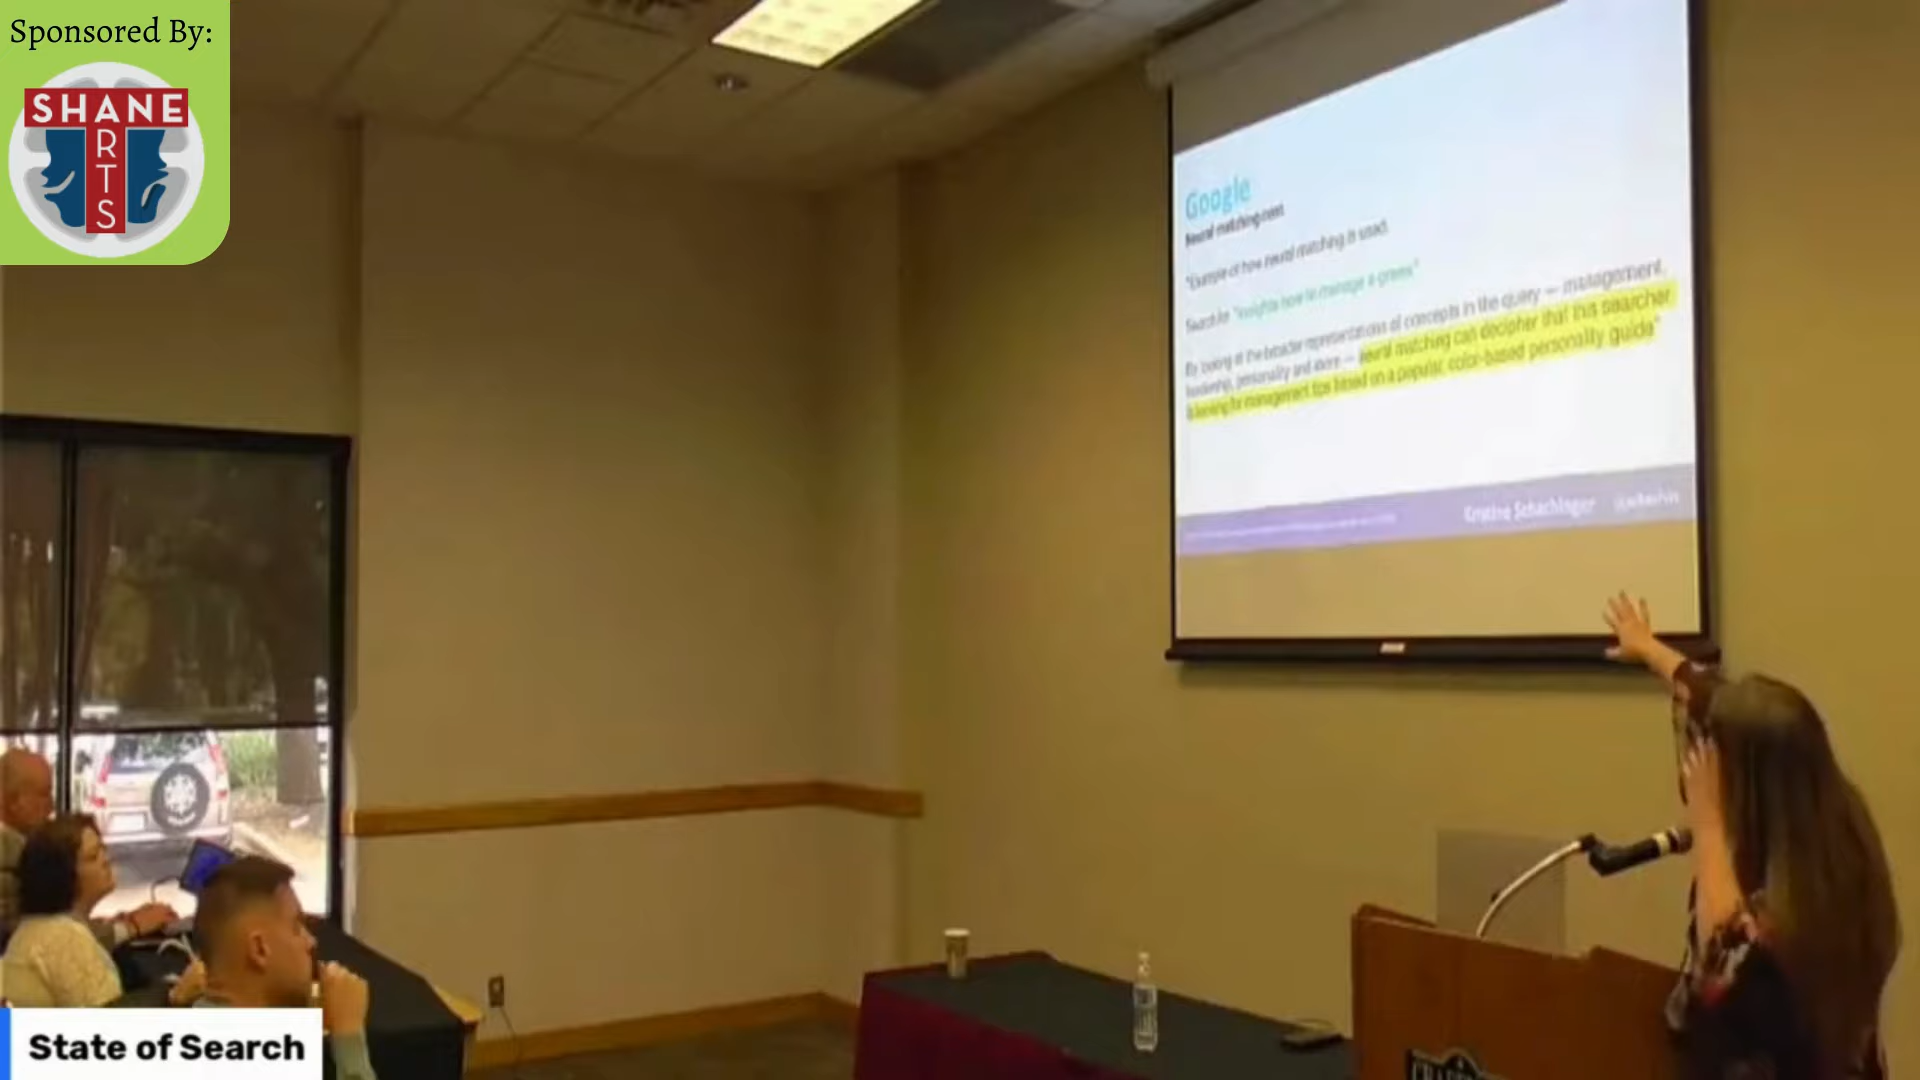 Sponsored By:
SHANE
ARTS
Google
Neural matching
"Example of how neural matching is used.
Search for "insights how to manage a green"
By looking at the broader representations of concepts in the query — management,
leadership, personality and more — neural matching can decipher that this searcher
is looking for management tips based on a popular, color-based personality guide"
Kristine Schachinger
State of Search